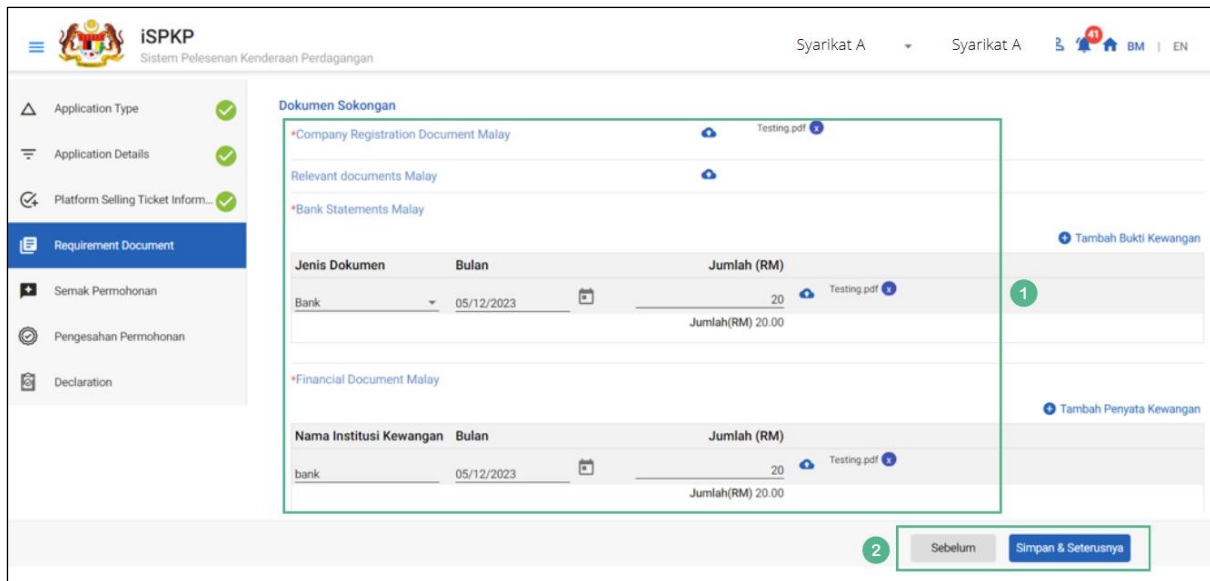 iSPKP
Sistem Pelesenan Kenderaan Perdagangan
Syarikat A Syarikat A 41 BM | EN
Application Type
Application Details
Platform Selling Ticket Inform...
Requirement Document
Semak Permohonan
Pengesahan Permohonan
Declaration
Dokumen Sokongan
*Company Registration Document Malay Testing.pdf x
Relevant documents Malay
*Bank Statements Malay
Tambah Bukti Kewangan
Jenis Dokumen Bulan Jumlah (RM)
Bank 05/12/2023 20 Testing.pdf x
Jumlah(RM) 20.00
1
*Financial Document Malay
Tambah Penyata Kewangan
Nama Institusi Kewangan Bulan Jumlah (RM)
bank 05/12/2023 20 Testing.pdf x
Jumlah(RM) 20.00
2 Sebelum Simpan & Seterusnya